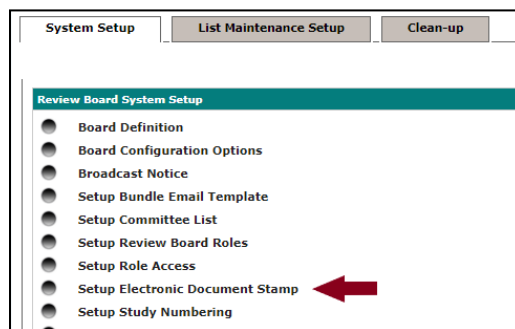 System Setup List Maintenance Setup Clean-up
Review Board System Setup
Board Definition
Board Configuration Options
Broadcast Notice
Setup Bundle Email Template
Setup Committee List
Setup Review Board Roles
Setup Role Access
Setup Electronic Document Stamp
Setup Study Numbering